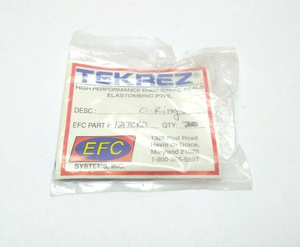 TEKREZ®
HIGH PERFORMANCE ENGINEERED SEALS
ELASTOMERIC PTFE
DESC.: O-Rings
EFC PART# QTY: 20
EFC
SYSTEMS, INC.
Post Road
Havre de Grace,
Maryland 21078